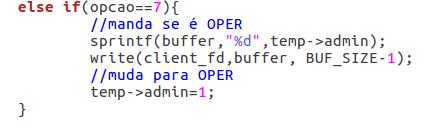 else if(opcao==7){
//manda se é OPER
sprintf(buffer,"%d",temp->admin);
write(client_fd,buffer, BUF_SIZE-1);
//muda para OPER
temp->admin=1;
}